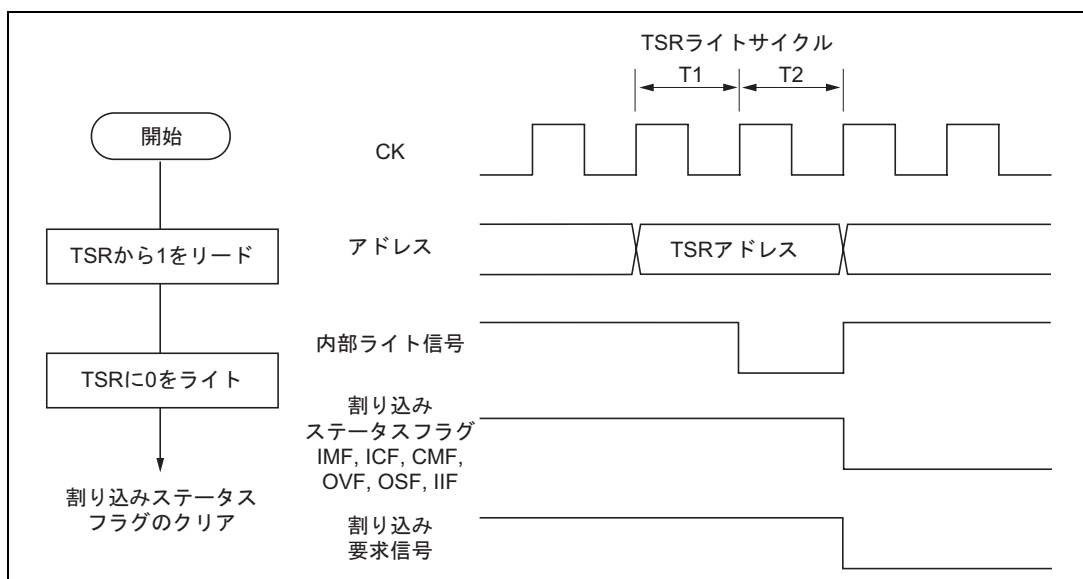 開始
TSRから1をリード
TSRに0をライト
割り込みステータス
フラグのクリア
TSRライトサイクル
T1
T2
CK
アドレス
TSRアドレス
内部ライト信号
割り込み
ステータスフラグ
IMF, ICF, CMF,
OVF, OSF, IIF
割り込み
要求信号